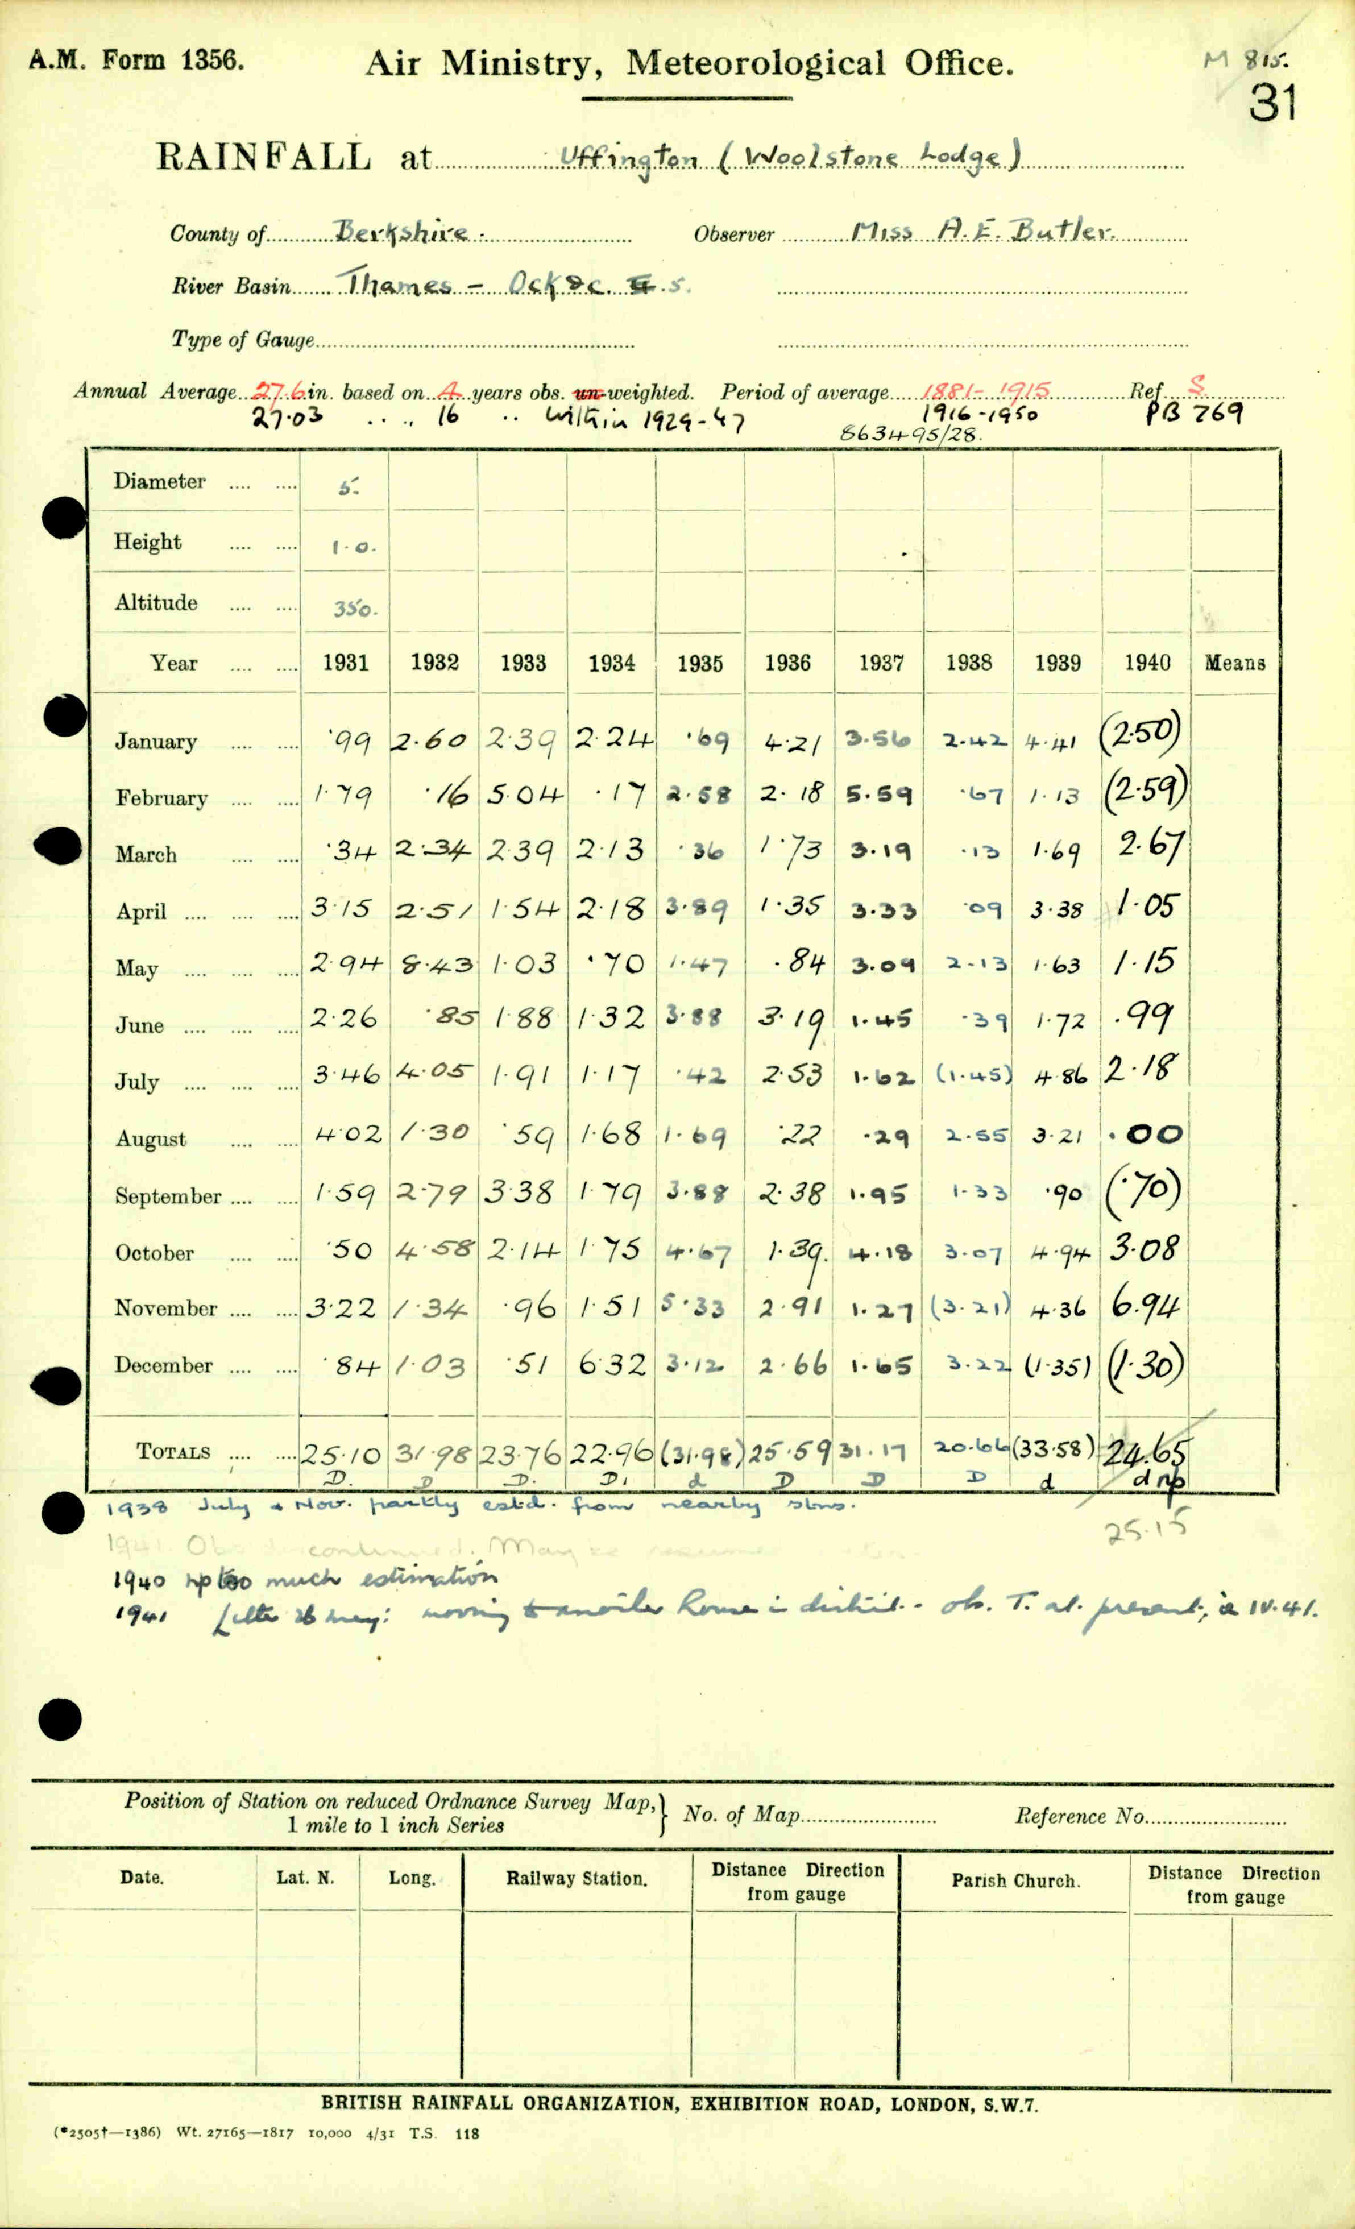 A.M. Form 1356. Air Ministry, Meteorological Office. M 815.
31
RAINFALL at Uffington (Woolstone Lodge)
County of Berkshire. Observer Miss A.E. Butler.
River Basin Thames - Ock &c. 5.
Type of Gauge
Annual Average 27.6 in. based on A years obs. un-weighted. Period of average 1881-1915 Ref. S
27.03 .. .. 16 .. within 1929-47 1916-1950 PB 769
863495/28.
Diameter .... .... 5.
Height .... .... 1.0.
Altitude .... .... 350.
Year .... .... 1931 1932 1933 1934 1935 1936 1937 1938 1939 1940 Means
January .... .... .99 2.60 2.39 2.24 .69 4.21 3.56 2.42 4.41 (2.50)
February .... .... 1.79 .16 5.04 .17 2.58 2.18 5.59 .67 1.13 (2.59)
March .... .... .34 2.34 2.39 2.13 .36 1.73 3.19 .13 1.69 2.67
April .... .... .... 3.15 2.51 1.54 2.18 3.89 1.35 3.33 .09 3.38 1.05
May .... .... .... 2.94 8.43 1.03 .70 1.47 .84 3.09 2.13 1.63 1.15
June .... .... .... 2.26 .85 1.88 1.32 3.88 3.19 1.45 .39 1.72 .99
July .... .... .... 3.46 4.05 1.91 1.17 .42 2.53 1.62 (1.45) 4.86 2.18
August .... .... 4.02 1.30 .59 1.68 1.69 .22 .29 2.55 3.21 .00
September .... .... 1.59 2.79 3.38 1.79 3.88 2.38 1.95 1.33 .90 (.70)
October .... .... .50 4.58 2.14 1.75 4.67 1.39. 4.18 3.07 4.94 3.08
November .... .... 3.22 1.34 .96 1.51 5.33 2.91 1.27 (3.21) 4.36 6.94
December .... .... .84 1.03 .51 6.32 3.12 2.66 1.65 3.22 (1.35) (1.30)
TOTALS .... .... 25.10 31.98 23.76 22.96 (31.98) 25.59 31.17 20.66 (33.58) 24.65
D. D D. D. d D D D d d np
1938 July & Nov. partly estd. from nearby stns.
25.15
1941. Obs discontinued. May be
1940 np too much estimation
1941 Letter 26 May: moving to another house in district - obs. T. at. present, ie IV.41.
Position of Station on reduced Ordnance Survey Map, } No. of Map Reference No.
1 mile to 1 inch Series
Date. Lat. N. Long. Railway Station. Distance Direction Parish Church. Distance Direction
from gauge from gauge
BRITISH RAINFALL ORGANIZATION, EXHIBITION ROAD, LONDON, S.W.7.
(*2505†—1386) Wt. 27165—1817 10,000 4/31 T.S. 118